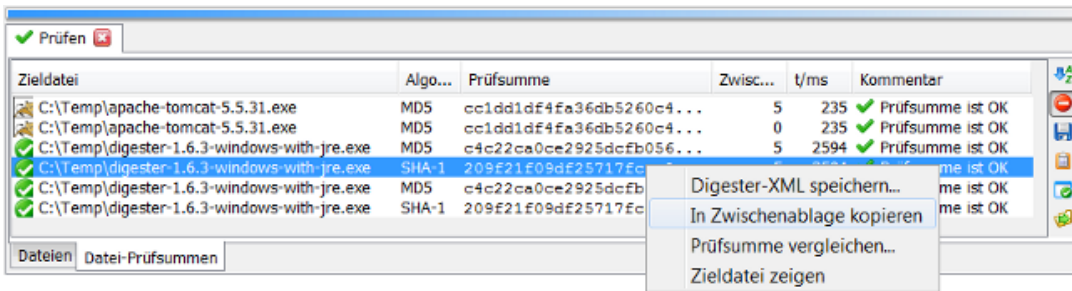 Prüfen
Zieldatei Algo... Prüfsumme Zwisc... t/ms Kommentar
C:\Temp\apache-tomcat-5.5.31.exe MD5 cc1dd1df4fa36db5260c4... 5 235 Prüfsumme ist OK
C:\Temp\apache-tomcat-5.5.31.exe MD5 cc1dd1df4fa36db5260c4... 0 235 Prüfsumme ist OK
C:\Temp\digester-1.6.3-windows-with-jre.exe MD5 c4c22ca0ce2925dcfb056... 5 2594 Prüfsumme ist OK
C:\Temp\digester-1.6.3-windows-with-jre.exe SHA-1 209f21f09df25717fc me ist OK
C:\Temp\digester-1.6.3-windows-with-jre.exe MD5 c4c22ca0ce2925dcfb me ist OK
C:\Temp\digester-1.6.3-windows-with-jre.exe SHA-1 209f21f09df25717fc me ist OK
Digester-XML speichern...
In Zwischenablage kopieren
Prüfsumme vergleichen...
Zieldatei zeigen
Dateien Datei-Prüfsummen